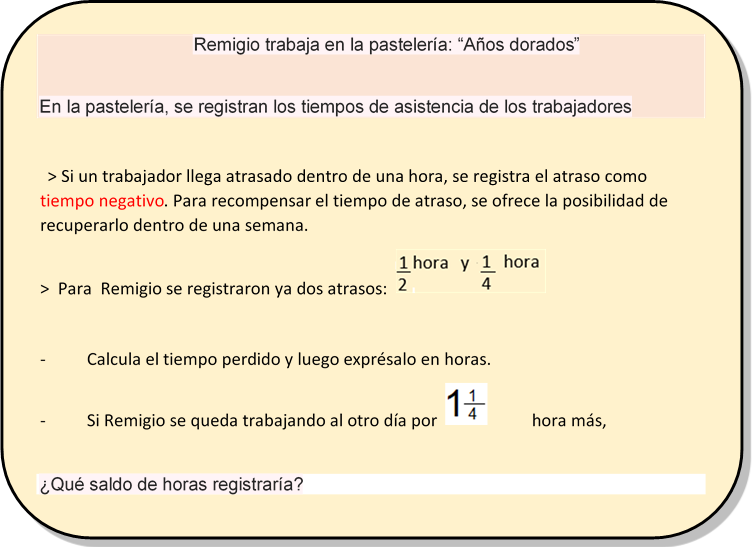 Remigio trabaja en la pastelería: “Años dorados”
En la pastelería, se registran los tiempos de asistencia de los trabajadores
> Si un trabajador llega atrasado dentro de una hora, se registra el atraso como
tiempo negativo. Para recompensar el tiempo de atraso, se ofrece la posibilidad de
recuperarlo dentro de una semana.
> Para Remigio se registraron ya dos atrasos: 1/2 hora y 1/4 hora
- Calcula el tiempo perdido y luego exprésalo en horas.
- Si Remigio se queda trabajando al otro día por 1 1/4 hora más,
¿Qué saldo de horas registraría?